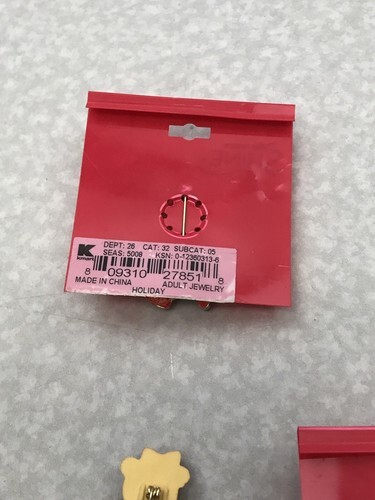 K
kmart
DEPT: 26 CAT: 32 SUBCAT: 05
SEAS: 5008 KSN: 0-12360313-6
8 09310 27851 8
MADE IN CHINA ADULT JEWELRY
HOLIDAY